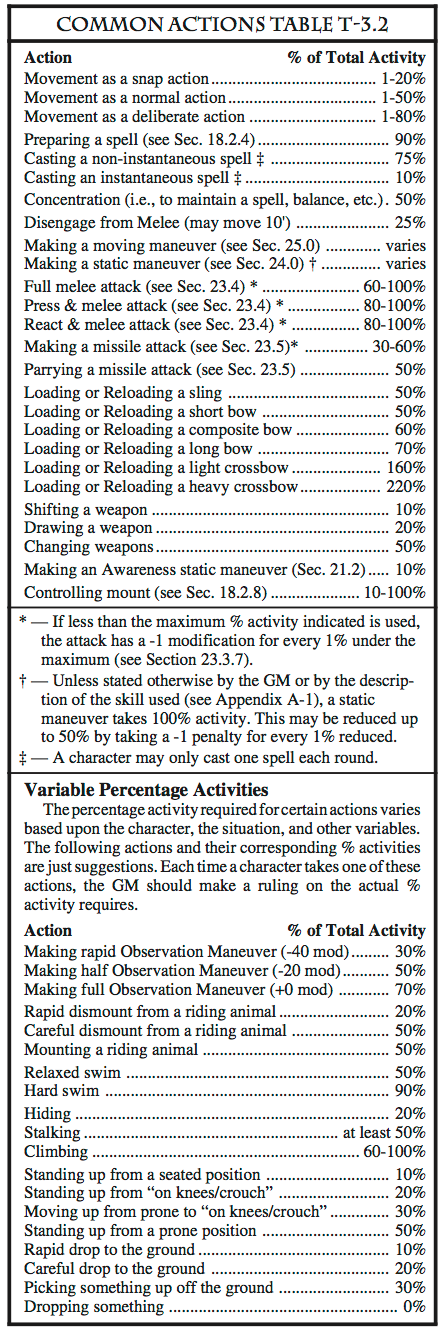 COMMON ACTIONS TABLE T-3.2
Action % of Total Activity
Movement as a snap action ........ 1-20%
Movement as a normal action ........ 1-50%
Movement as a deliberate action ........ 1-80%
Preparing a spell (see Sec. 18.2.4) ........ 90%
Casting a non-instantaneous spell ‡ ........ 75%
Casting an instantaneous spell ‡ ........ 10%
Concentration (i.e., to maintain a spell, balance, etc.) . 50%
Disengage from Melee (may move 10') ........ 25%
Making a moving maneuver (see Sec. 25.0) ........ varies
Making a static maneuver (see Sec. 24.0) † ........ varies
Full melee attack (see Sec. 23.4) * ........ 60-100%
Press & melee attack (see Sec. 23.4) * ........ 80-100%
React & melee attack (see Sec. 23.4) * ........ 80-100%
Making a missile attack (see Sec. 23.5)* ........ 30-60%
Parrying a missile attack (see Sec. 23.5) ........ 50%
Loading or Reloading a sling ........ 50%
Loading or Reloading a short bow ........ 50%
Loading or Reloading a composite bow ........ 60%
Loading or Reloading a long bow ........ 70%
Loading or Reloading a light crossbow ........ 160%
Loading or Reloading a heavy crossbow ........ 220%
Shifting a weapon ........ 10%
Drawing a weapon ........ 20%
Changing weapons ........ 50%
Making an Awareness static maneuver (Sec. 21.2) ..... 10%
Controlling mount (see Sec. 18.2.8) ........ 10-100%
* — If less than the maximum % activity indicated is used,
the attack has a -1 modification for every 1% under the
maximum (see Section 23.3.7).
† — Unless stated otherwise by the GM or by the descrip-
tion of the skill used (see Appendix A-1), a static
maneuver takes 100% activity. This may be reduced up
to 50% by taking a -1 penalty for every 1% reduced.
‡ — A character may only cast one spell each round.
Variable Percentage Activities
The percentage activity required for certain actions varies
based upon the character, the situation, and other variables.
The following actions and their corresponding % activities
are just suggestions. Each time a character takes one of these
actions, the GM should make a ruling on the actual %
activity requires.
Action % of Total Activity
Making rapid Observation Maneuver (-40 mod) ........ 30%
Making half Observation Maneuver (-20 mod) ........ 50%
Making full Observation Maneuver (+0 mod) ........ 70%
Rapid dismount from a riding animal ........ 20%
Careful dismount from a riding animal ........ 50%
Mounting a riding animal ........ 50%
Relaxed swim ........ 50%
Hard swim ........ 90%
Hiding ........ 20%
Stalking ........ at least 50%
Climbing ........ 60-100%
Standing up from a seated position ........ 10%
Standing up from “on knees/crouch” ........ 20%
Moving up from prone to “on knees/crouch” ........ 30%
Standing up from a prone position ........ 50%
Rapid drop to the ground ........ 10%
Careful drop to the ground ........ 20%
Picking something up off the ground ........ 30%
Dropping something ........ 0%